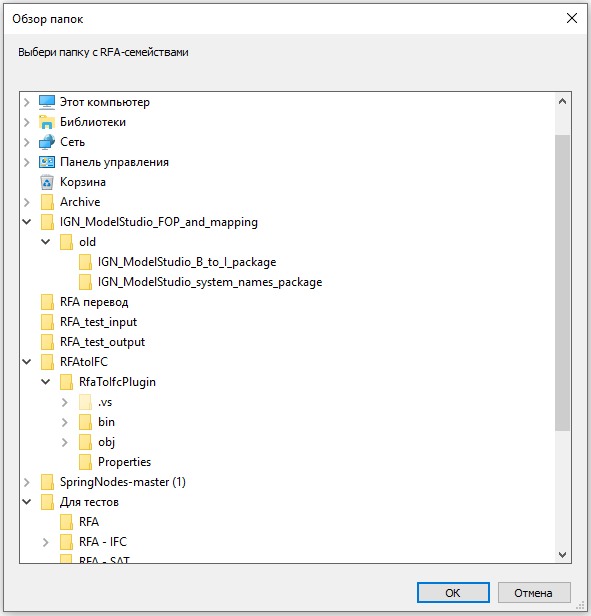 Обзор папок
Выбери папку с RFA-семействами
Этот компьютер
Библиотеки
Сеть
Панель управления
Корзина
Archive
IGN_ModelStudio_FOP_and_mapping
old
IGN_ModelStudio_B_to_I_package
IGN_ModelStudio_system_names_package
RFA перевод
RFA_test_input
RFA_test_output
RFAtoIFC
RfaToIfcPlugin
.vs
bin
obj
Properties
SpringNodes-master (1)
Для тестов
RFA
RFA - IFC
RFA - SAT
ОК
Отмена